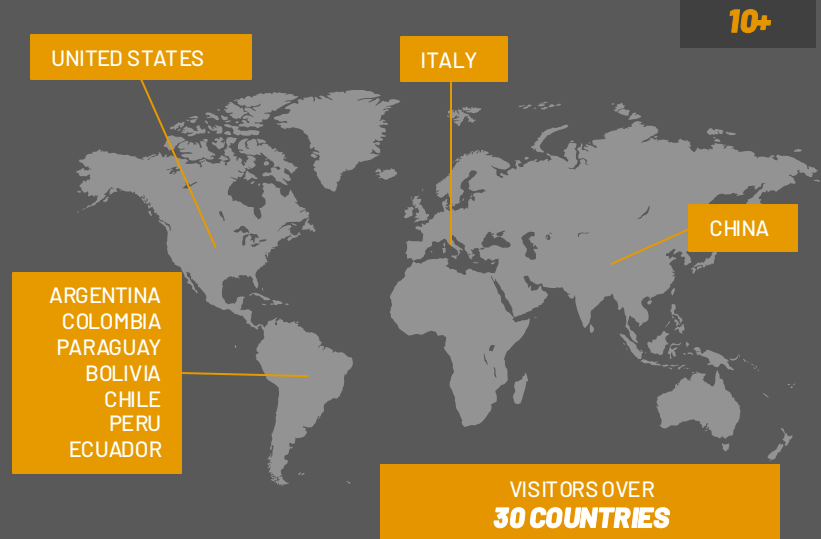 10+
UNITED STATES
ITALY
CHINA
ARGENTINA
COLOMBIA
PARAGUAY
BOLIVIA
CHILE
PERU
ECUADOR
VISITORS OVER
30 COUNTRIES